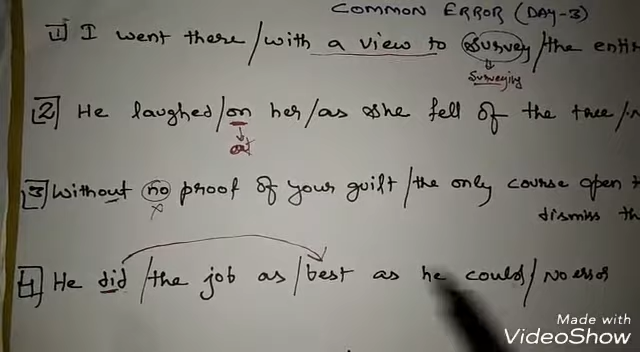 COMMON ERROR (DAY-3)
[1] I went there/with a view to survey/the entir
surveying
[2] He laughed/on her/as she fell of the tree/
at
[3] Without no proof of your guilt/the only course open
x
dismiss th
[4] He did/the job as/best as he could/No error
Made with
VideoShow